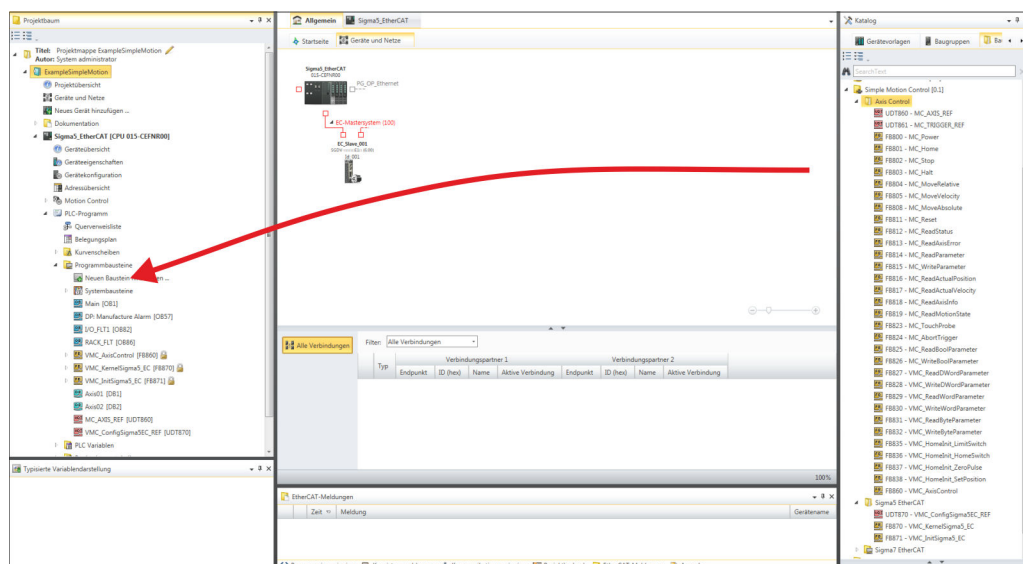 Projektbaum
Titel: Projektmappe ExampleSimpleMotion
Autor: System administrator
ExampleSimpleMotion
Projektübersicht
Geräte und Netze
Neues Gerät hinzufügen ...
Dokumentation
Sigma5_EtherCAT [CPU 015-CEFNR00]
Geräteübersicht
Geräteeigenschaften
Gerätekonfiguration
Adressübersicht
Motion Control
PLC-Programm
Querverweisliste
Belegungsplan
Kurvenscheiben
Programmbausteine
Neuen Baustein
Systembausteine
Main [OB1]
DP: Manufacture Alarm [OB57]
I/O_FLT1 [OB82]
RACK_FLT [OB86]
VMC_AxisControl [FB860]
VMC_KernelSigma5_EC [FB870]
VMC_InitSigma5_EC [FB871]
Axis01 [DB1]
Axis02 [DB2]
MC_AXIS_REF [UDT860]
VMC_ConfigSigma5EC_REF [UDT870]
PLC Variablen
Typisierte Variablendarstellung
Allgemein
Sigma5_EtherCAT
Startseite
Geräte und Netze
Sigma5_EtherCAT
015-CEFNR00
PG_OP_Ethernet
EC-Mastersystem (100)
EC_Slave_001
Id_001
Alle Verbindungen
Filter: Alle Verbindungen
Typ
Verbindungspartner 1
Verbindungspartner 2
Endpunkt ID (hex) Name Aktive Verbindung Endpunkt ID (hex) Name Aktive Verbindung
100%
EtherCAT-Meldungen
Zeit Meldung Gerätename
Katalog
Gerätevorlagen Baugruppen
SearchText
Simple Motion Control [0.1]
Axis Control
UDT860 - MC_AXIS_REF
UDT861 - MC_TRIGGER_REF
FB800 - MC_Power
FB801 - MC_Home
FB802 - MC_Stop
FB803 - MC_Halt
FB804 - MC_MoveRelative
FB805 - MC_MoveVelocity
FB808 - MC_MoveAbsolute
FB811 - MC_Reset
FB812 - MC_ReadStatus
FB813 - MC_ReadAxisError
FB814 - MC_ReadParameter
FB815 - MC_WriteParameter
FB816 - MC_ReadActualPosition
FB817 - MC_ReadActualVelocity
FB818 - MC_ReadAxisInfo
FB819 - MC_ReadMotionState
FB823 - MC_TouchProbe
FB824 - MC_AbortTrigger
FB825 - MC_ReadBoolParameter
FB826 - MC_WriteBoolParameter
FB827 - VMC_ReadDWordParameter
FB828 - VMC_WriteDWordParameter
FB829 - VMC_ReadWordParameter
FB830 - VMC_WriteWordParameter
FB831 - VMC_ReadByteParameter
FB832 - VMC_WriteByteParameter
FB835 - VMC_HomeInit_LimitSwitch
FB836 - VMC_HomeInit_HomeSwitch
FB837 - VMC_HomeInit_ZeroPulse
FB838 - VMC_HomeInit_SetPosition
FB860 - VMC_AxisControl
Sigma5 EtherCAT
UDT870 - VMC_ConfigSigma5EC_REF
FB870 - VMC_KernelSigma5_EC
FB871 - VMC_InitSigma5_EC
Sigma7 EtherCAT